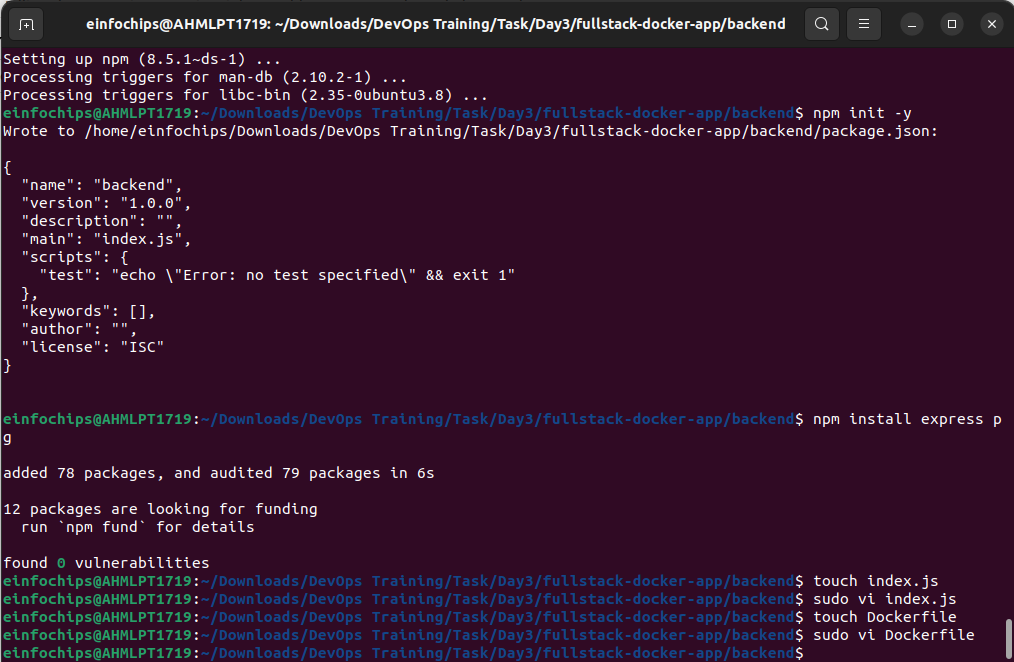 einfochips@AHMLPT1719: ~/Downloads/DevOps Training/Task/Day3/fullstack-docker-app/backend
Setting up npm (8.5.1~ds-1) ...
Processing triggers for man-db (2.10.2-1) ...
Processing triggers for libc-bin (2.35-0ubuntu3.8) ...
einfochips@AHMLPT1719:~/Downloads/DevOps Training/Task/Day3/fullstack-docker-app/backend$ npm init -y
Wrote to /home/einfochips/Downloads/DevOps Training/Task/Day3/fullstack-docker-app/backend/package.json:

{
  "name": "backend",
  "version": "1.0.0",
  "description": "",
  "main": "index.js",
  "scripts": {
    "test": "echo \"Error: no test specified\" && exit 1"
  },
  "keywords": [],
  "author": "",
  "license": "ISC"
}


einfochips@AHMLPT1719:~/Downloads/DevOps Training/Task/Day3/fullstack-docker-app/backend$ npm install express p
g

added 78 packages, and audited 79 packages in 6s

12 packages are looking for funding
  run `npm fund` for details

found 0 vulnerabilities
einfochips@AHMLPT1719:~/Downloads/DevOps Training/Task/Day3/fullstack-docker-app/backend$ touch index.js
einfochips@AHMLPT1719:~/Downloads/DevOps Training/Task/Day3/fullstack-docker-app/backend$ sudo vi index.js
einfochips@AHMLPT1719:~/Downloads/DevOps Training/Task/Day3/fullstack-docker-app/backend$ touch Dockerfile
einfochips@AHMLPT1719:~/Downloads/DevOps Training/Task/Day3/fullstack-docker-app/backend$ sudo vi Dockerfile
einfochips@AHMLPT1719:~/Downloads/DevOps Training/Task/Day3/fullstack-docker-app/backend$